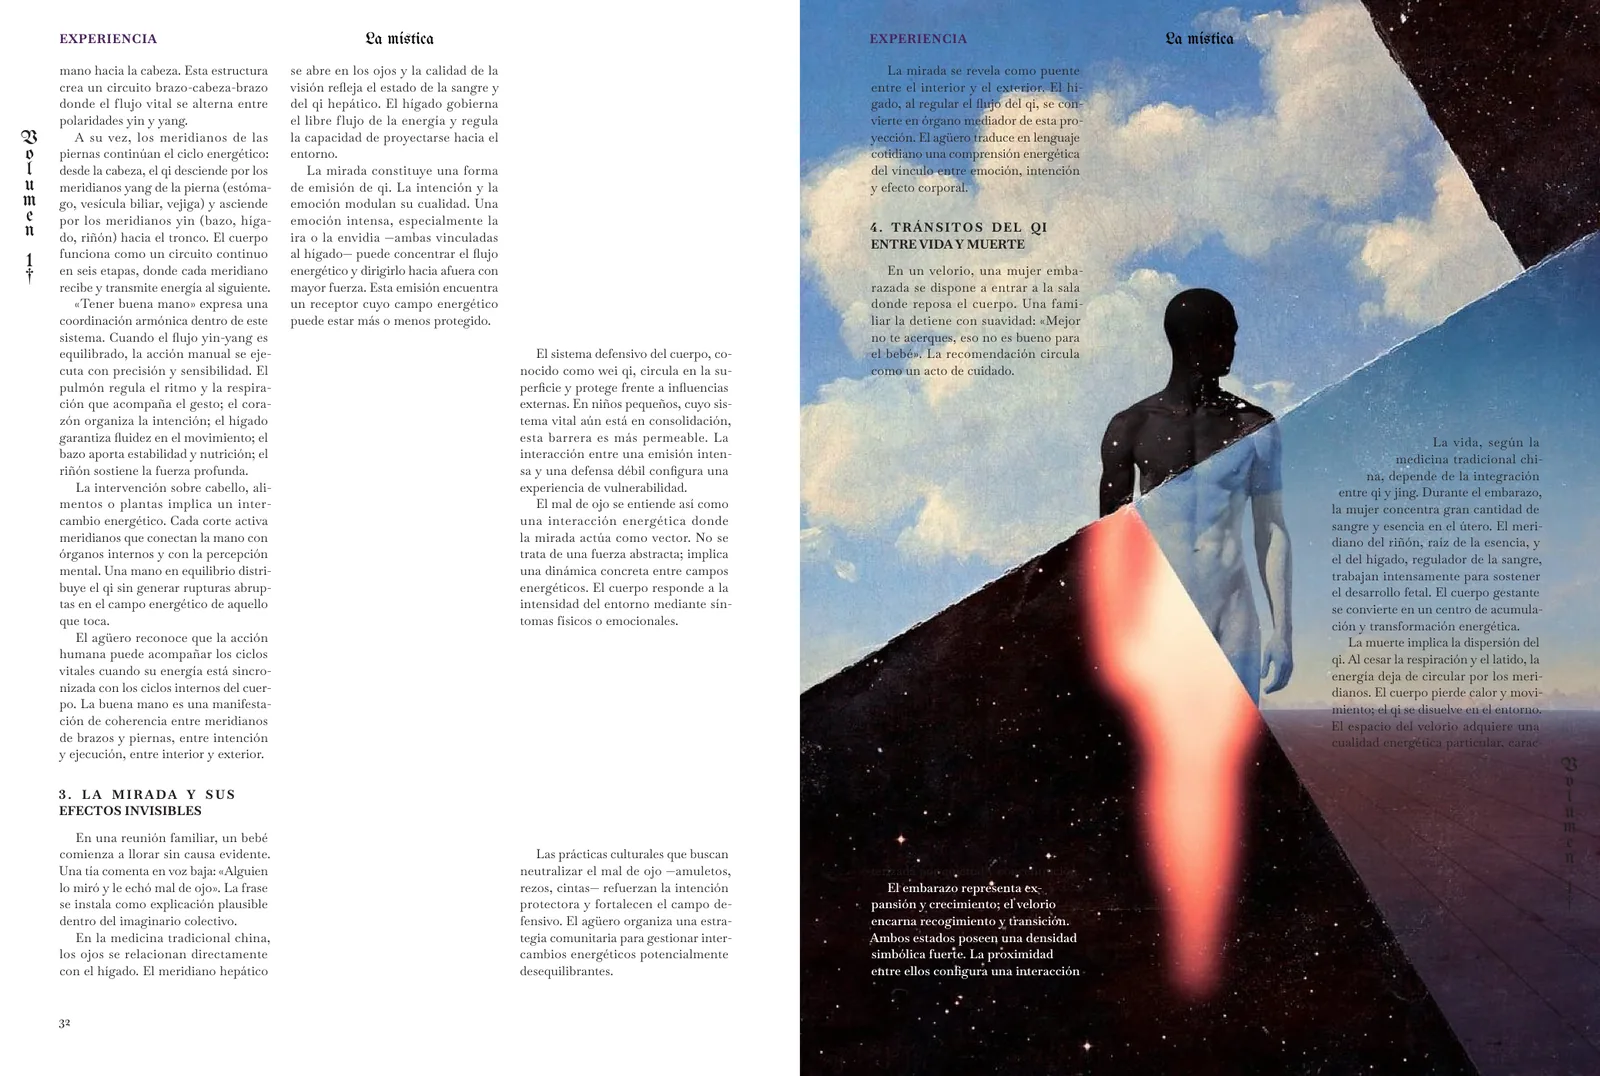 EXPERIENCIA
La mística
Volumen 1†
mano hacia la cabeza. Esta estructura
crea un circuito brazo-cabeza-brazo
donde el flujo vital se alterna entre
polaridades yin y yang.
A su vez, los meridianos de las
piernas continúan el ciclo energético:
desde la cabeza, el qi desciende por los
meridianos yang de la pierna (estóma-
go, vesícula biliar, vejiga) y asciende
por los meridianos yin (bazo, híga-
do, riñón) hacia el tronco. El cuerpo
funciona como un circuito continuo
en seis etapas, donde cada meridiano
recibe y transmite energía al siguiente.
«Tener buena mano» expresa una
coordinación armónica dentro de este
sistema. Cuando el flujo yin-yang es
equilibrado, la acción manual se eje-
cuta con precisión y sensibilidad. El
pulmón regula el ritmo y la respira-
ción que acompaña el gesto; el cora-
zón organiza la intención; el hígado
garantiza fluidez en el movimiento; el
bazo aporta estabilidad y nutrición; el
riñón sostiene la fuerza profunda.
La intervención sobre cabello, ali-
mentos o plantas implica un inter-
cambio energético. Cada corte activa
meridianos que conectan la mano con
órganos internos y con la percepción
mental. Una mano en equilibrio distri-
buye el qi sin generar rupturas abrup-
tas en el campo energético de aquello
que toca.
El agüero reconoce que la acción
humana puede acompañar los ciclos
vitales cuando su energía está sincro-
nizada con los ciclos internos del cuer-
po. La buena mano es una manifesta-
ción de coherencia entre meridianos
de brazos y piernas, entre intención
y ejecución, entre interior y exterior.
3. LA MIRADA Y SUS
EFECTOS INVISIBLES
En una reunión familiar, un bebé
comienza a llorar sin causa evidente.
Una tía comenta en voz baja: «Alguien
lo miró y le echó mal de ojo». La frase
se instala como explicación plausible
dentro del imaginario colectivo.
En la medicina tradicional china,
los ojos se relacionan directamente
con el hígado. El meridiano hepático
se abre en los ojos y la calidad de la
visión refleja el estado de la sangre y
del qi hepático. El hígado gobierna
el libre flujo de la energía y regula
la capacidad de proyectarse hacia el
entorno.
La mirada constituye una forma
de emisión de qi. La intención y la
emoción modulan su cualidad. Una
emoción intensa, especialmente la
ira o la envidia —ambas vinculadas
al hígado— puede concentrar el flujo
energético y dirigirlo hacia afuera con
mayor fuerza. Esta emisión encuentra
un receptor cuyo campo energético
puede estar más o menos protegido.
El sistema defensivo del cuerpo, co-
nocido como wei qi, circula en la su-
perficie y protege frente a influencias
externas. En niños pequeños, cuyo sis-
tema vital aún está en consolidación,
esta barrera es más permeable. La
interacción entre una emisión inten-
sa y una defensa débil configura una
experiencia de vulnerabilidad.
El mal de ojo se entiende así como
una interacción energética donde
la mirada actúa como vector. No se
trata de una fuerza abstracta; implica
una dinámica concreta entre campos
energéticos. El cuerpo responde a la
intensidad del entorno mediante sín-
tomas físicos o emocionales.
Las prácticas culturales que buscan
neutralizar el mal de ojo —amuletos,
rezos, cintas— refuerzan la intención
protectora y fortalecen el campo de-
fensivo. El agüero organiza una estra-
tegia comunitaria para gestionar inter-
cambios energéticos potencialmente
desequilibrantes.
32
EXPERIENCIA
La mística
La mirada se revela como puente
entre el interior y el exterior. El hí-
gado, al regular el flujo del qi, se con-
vierte en órgano mediador de esta pro-
yección. El agüero traduce en lenguaje
cotidiano una comprensión energética
del vínculo entre emoción, intención
y efecto corporal.
4. TRÁNSITOS DEL QI
ENTRE VIDA Y MUERTE
En un velorio, una mujer emba-
razada se dispone a entrar a la sala
donde reposa el cuerpo. Una fami-
liar la detiene con suavidad: «Mejor
no te acerques, eso no es bueno para
el bebé». La recomendación circula
como un acto de cuidado.
La vida, según la
medicina tradicional chi-
na, depende de la integración
entre qi y jing. Durante el embarazo,
la mujer concentra gran cantidad de
sangre y esencia en el útero. El meri-
diano del riñón, raíz de la esencia, y
el del hígado, regulador de la sangre,
trabajan intensamente para sostener
el desarrollo fetal. El cuerpo gestante
se convierte en un centro de acumula-
ción y transformación energética.
La muerte implica la dispersión del
qi. Al cesar la respiración y el latido, la
energía deja de circular por los meri-
dianos. El cuerpo pierde calor y movi-
miento; el qi se disuelve en el entorno.
El espacio del velorio adquiere una
cualidad energética particular, carac-
El embarazo representa ex-
pansión y crecimiento; el velorio
encarna recogimiento y transición.
Ambos estados poseen una densidad
simbólica fuerte. La proximidad
entre ellos configura una interacción
Volumen